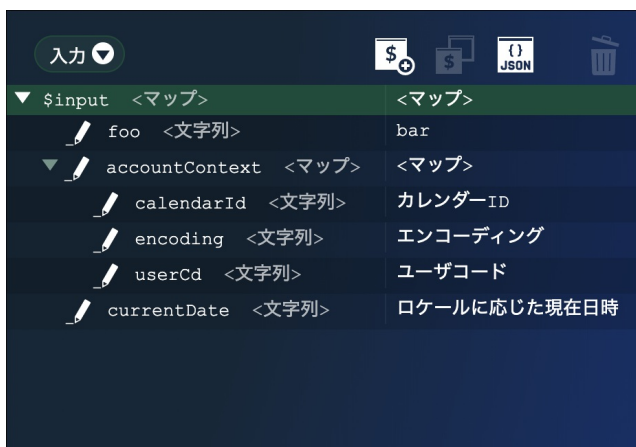 入力
$
$
{}
JSON
$input <マップ> <マップ>
foo <文字列> bar
accountContext <マップ> <マップ>
calendarId <文字列> カレンダーID
encoding <文字列> エンコーディング
userCd <文字列> ユーザコード
currentDate <文字列> ロケールに応じた現在日時